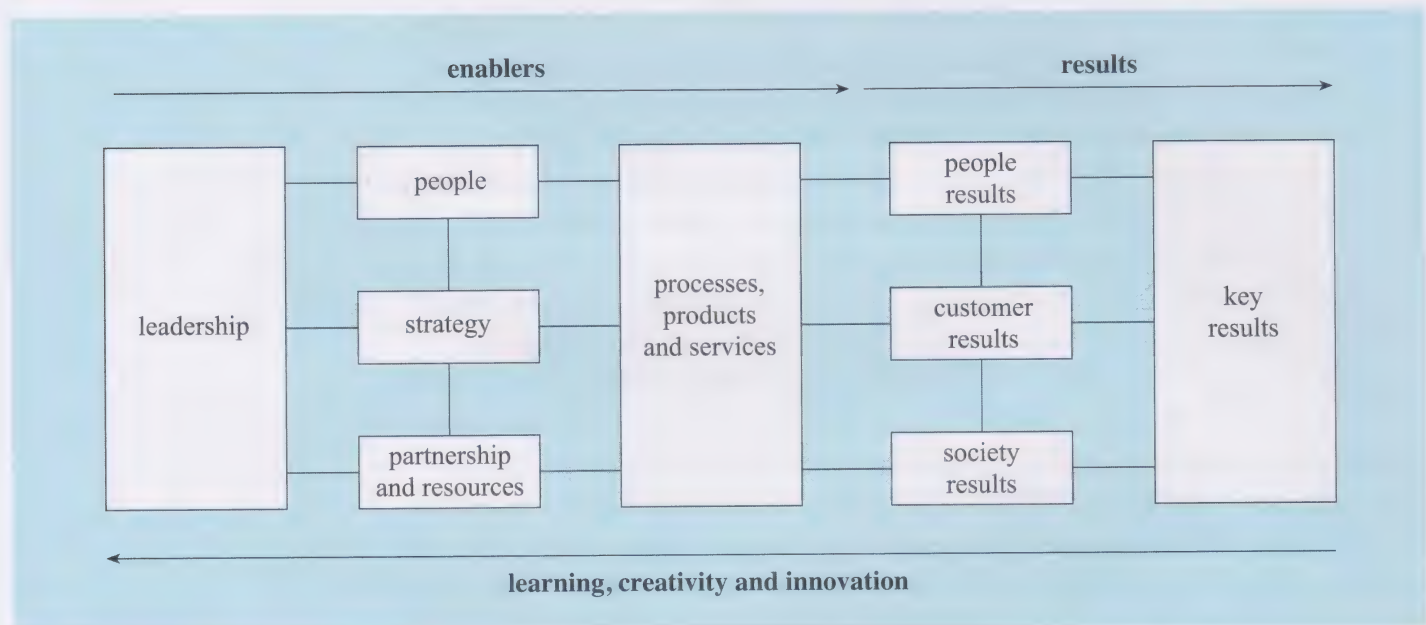 enablers
results
leadership
people
strategy
partnership
and resources
processes,
products
and services
people
results
customer
results
society
results
key
results
learning, creativity and innovation